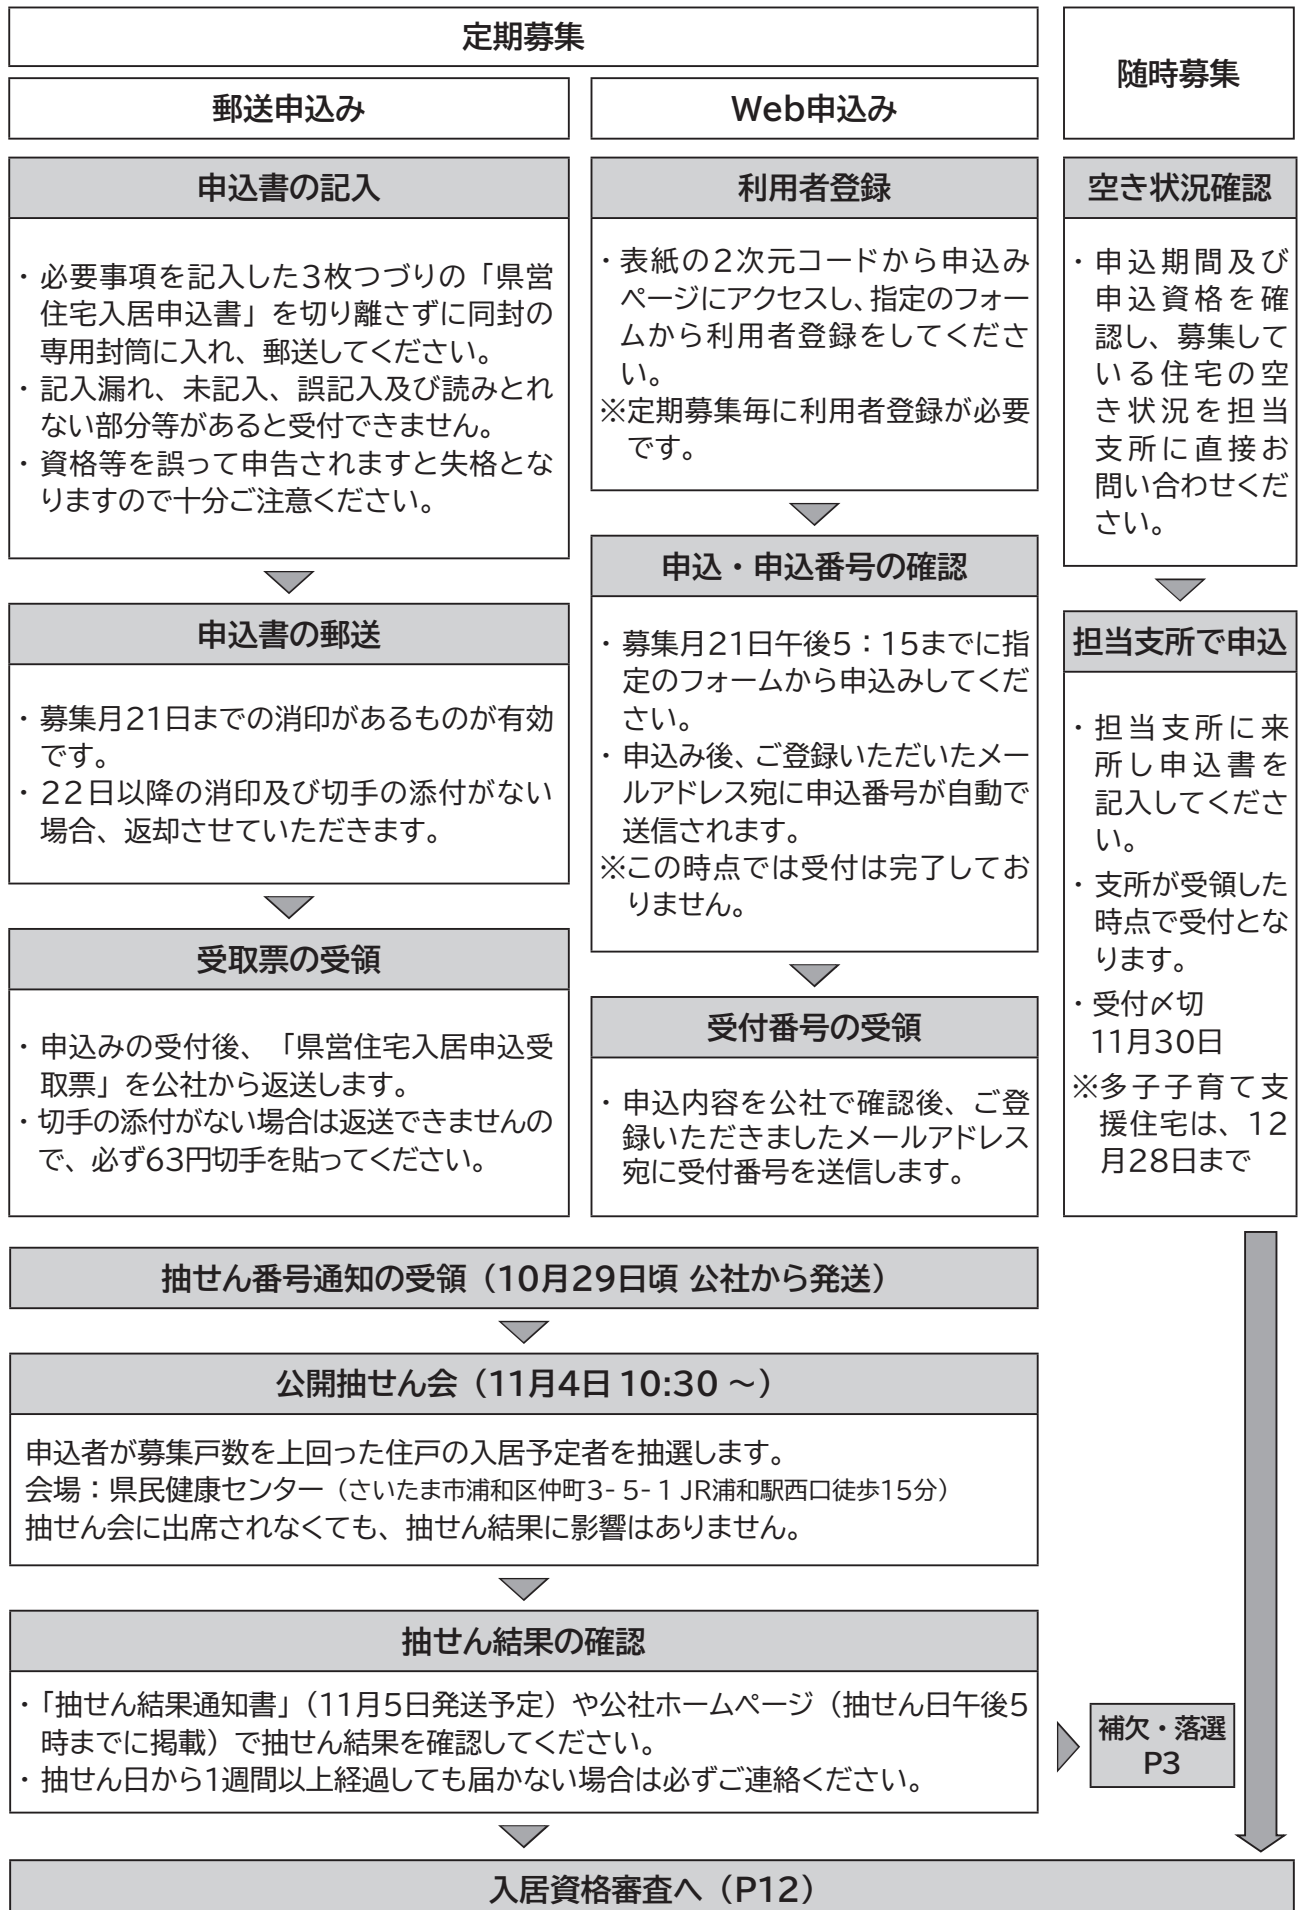 定期募集
郵送申込み
申込書の記入
・必要事項を記入した3枚つづりの「県営
住宅入居申込書」を切り離さずに同封の
専用封筒に入れ、郵送してください。
・記入漏れ、未記入、誤記入及び読みとれ
ない部分等があると受付できません。
・資格等を誤って申告されますと失格とな
りますので十分ご注意ください。
申込書の郵送
・募集月21日までの消印があるものが有効
です。
・22日以降の消印及び切手の添付がない
場合、返却させていただきます。
受取票の受領
・申込みの受付後、「県営住宅入居申込受
取票」を公社から返送します。
・切手の添付がない場合は返送できませんの
で、必ず63円切手を貼ってください。
Web申込み
利用者登録
・表紙の2次元コードから申込み
ページにアクセスし、指定のフォー
ムから利用者登録をしてくださ
い。
※定期募集毎に利用者登録が必要
です。
申込・申込番号の確認
・募集月21日午後5：15までに指
定のフォームから申込みしてくだ
さい。
・申込み後、ご登録いただいたメー
ルアドレス宛に申込番号が自動で
送信されます。
※この時点では受付は完了してお
りません。
受付番号の受領
・申込内容を公社で確認後、ご登
録いただきましたメールアドレス
宛に受付番号を送信します。
随時募集
空き状況確認
・申込期間及び
申込資格を確
認し、募集して
いる住宅の空
き状況を担当
支所に直接お
問い合わせくだ
さい。
担当支所で申込
・担当支所に来
所し申込書を
記入してくださ
い。
・支所が受領した
時点で受付とな
ります。
・受付〆切
11月30日
※多子子育て支
援住宅は、12
月28日まで
抽せん番号通知の受領（10月29日頃 公社から発送）
公開抽せん会（11月4日 10:30 ～）
申込者が募集戸数を上回った住戸の入居予定者を抽選します。
会場：県民健康センター（さいたま市浦和区仲町3-5-1 JR浦和駅西口徒歩15分）
抽せん会に出席されなくても、抽せん結果に影響はありません。
抽せん結果の確認
・「抽せん結果通知書」（11月5日発送予定）や公社ホームページ（抽せん日午後5
時までに掲載）で抽せん結果を確認してください。
・抽せん日から1週間以上経過しても届かない場合は必ずご連絡ください。
補欠・落選
P3
入居資格審査へ（P12）